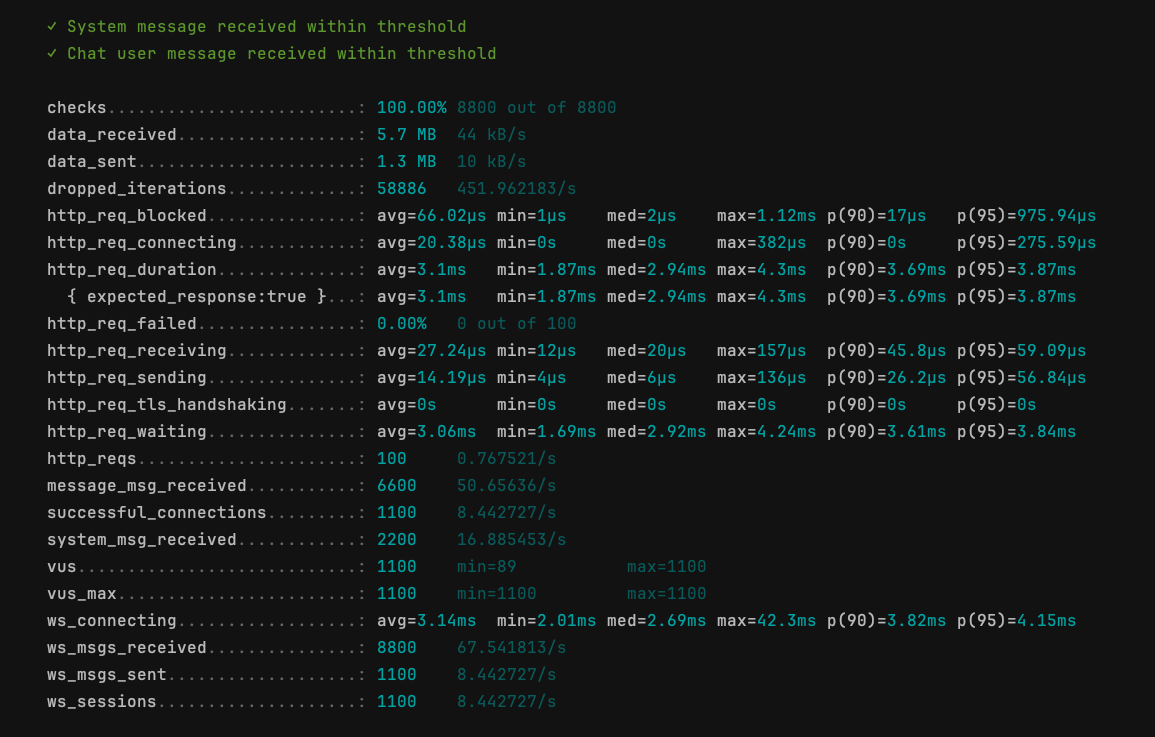 ✓ System message received within threshold
✓ Chat user message received within threshold
checks.........................: 100.00% 8800 out of 8800
data_received..................: 5.7 MB 44 kB/s
data_sent......................: 1.3 MB 10 kB/s
dropped_iterations.............: 58886 451.962183/s
http_req_blocked...............: avg=66.02µs min=1µs med=2µs max=1.12ms p(90)=17µs p(95)=975.94µs
http_req_connecting............: avg=20.38µs min=0s med=0s max=382µs p(90)=0s p(95)=275.59µs
http_req_duration..............: avg=3.1ms min=1.87ms med=2.94ms max=4.3ms p(90)=3.69ms p(95)=3.87ms
{ expected_response:true }...: avg=3.1ms min=1.87ms med=2.94ms max=4.3ms p(90)=3.69ms p(95)=3.87ms
http_req_failed................: 0.00% 0 out of 100
http_req_receiving.............: avg=27.24µs min=12µs med=20µs max=157µs p(90)=45.8µs p(95)=59.09µs
http_req_sending...............: avg=14.19µs min=4µs med=6µs max=136µs p(90)=26.2µs p(95)=56.84µs
http_req_tls_handshaking.......: avg=0s min=0s med=0s max=0s p(90)=0s p(95)=0s
http_req_waiting...............: avg=3.06ms min=1.69ms med=2.92ms max=4.24ms p(90)=3.61ms p(95)=3.84ms
http_reqs......................: 100 0.767521/s
message_msg_received...........: 6600 50.65636/s
successful_connections.........: 1100 8.442727/s
system_msg_received............: 2200 16.885453/s
vus............................: 1100 min=89 max=1100
vus_max........................: 1100 min=1100 max=1100
ws_connecting..................: avg=3.14ms min=2.01ms med=2.69ms max=42.3ms p(90)=3.82ms p(95)=4.15ms
ws_msgs_received...............: 8800 67.541813/s
ws_msgs_sent...................: 1100 8.442727/s
ws_sessions....................: 1100 8.442727/s